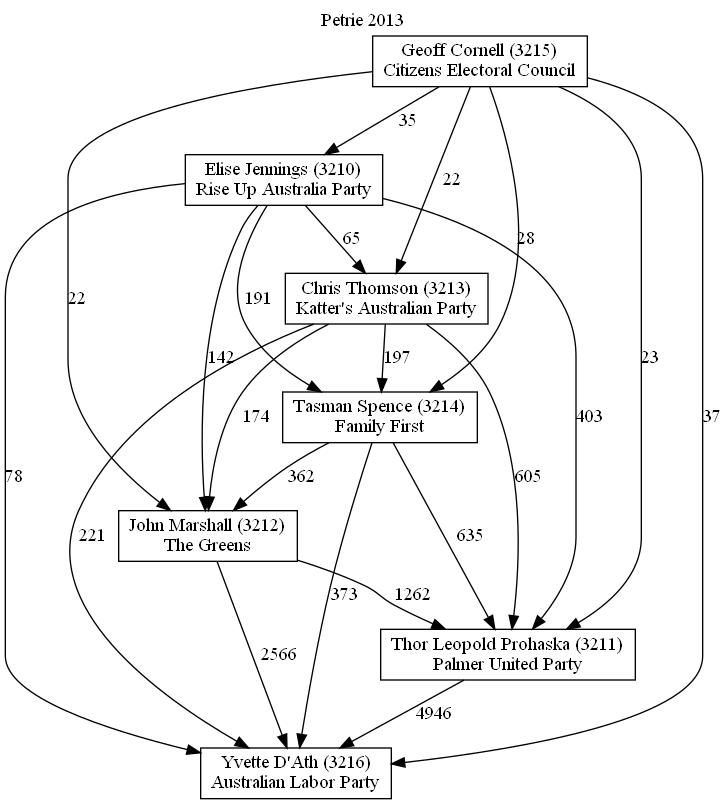 Petrie 2013
Geoff Cornell (3215)
Citizens Electoral Council
35
Elise Jennings (3210)
Rise Up Australia Party
22
65
28
Chris Thomson (3213)
Katter's Australian Party
22
191
142
197
23
174
Tasman Spence (3214)
Family First
403
37
78
362
605
221
John Marshall (3212)
The Greens
635
373
1262
2566
Thor Leopold Prohaska (3211)
Palmer United Party
4946
Yvette D'Ath (3216)
Australian Labor Party